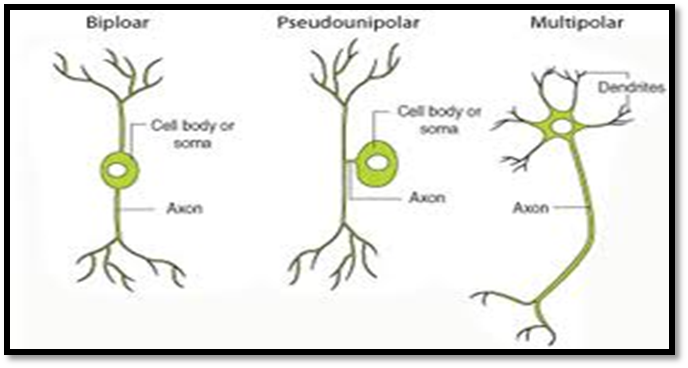 Biploar
Cell body or
soma
Axon
Pseudounipolar
Cell body or
soma
Axon
Multipolar
Dendrites
Axon